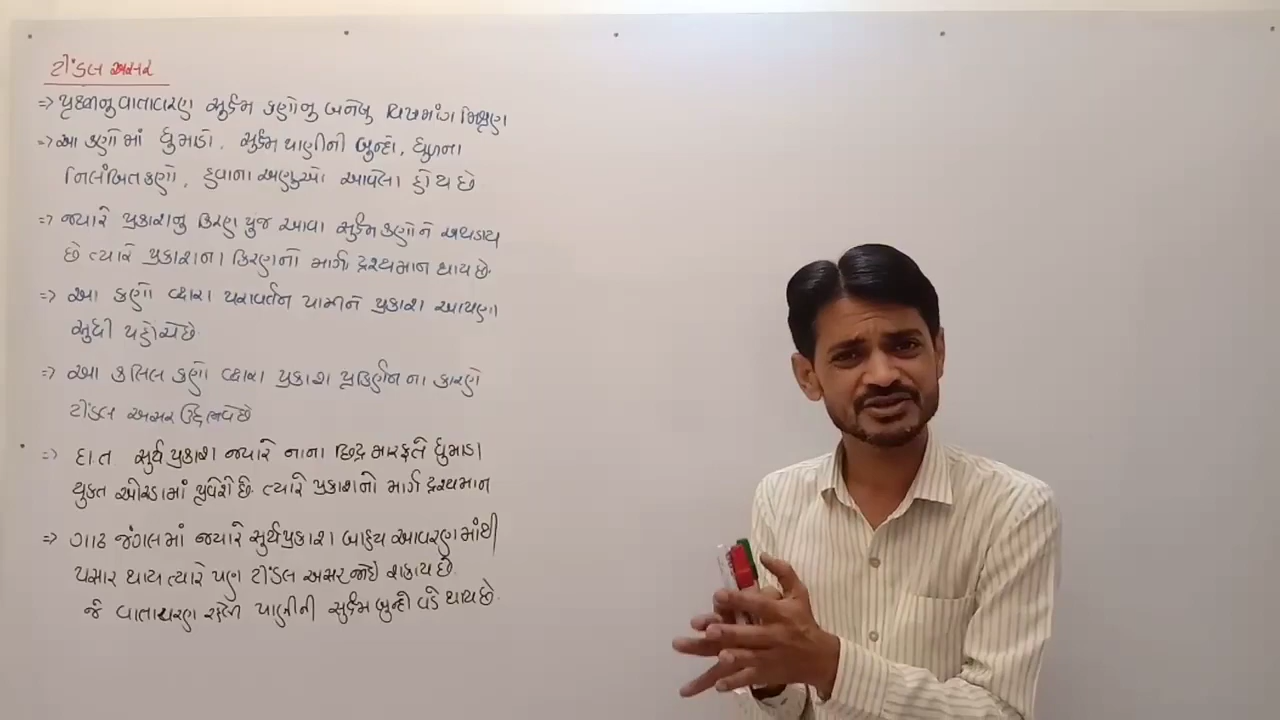 ટીંડલ અસર
=> પૃથ્વીનુ વાતાવરણ સુક્ષ્મ કણોનુ બનેલુ વિષમાંગ મિશ્રણ
=> આ કણોમાં ધુમાડો, સુક્ષ્મ પાણીની બુન્દો, ધુળના
નિલંબિત કણો, હવાના અણુઓ આવેલા હોય છે
=> જ્યારે પ્રકાશનુ કિરણ પુંજ આવા સુક્ષ્મ કણોને અથડાય
છે ત્યારે પ્રકાશના કિરણનો માર્ગ દ્રશ્યમાન થાય છે.
=> આ કણો વ્દારા પરાવર્તન પામીને પ્રકાશ આપણા
સુધી પહોચે છે.
=> આ કલિલ કણો વ્દારા પ્રકાશ પ્રકિર્ણન ના કારણે
ટીંડલ અસર ઉદ્દ્ભવે છે
=> દા.ત. સુર્યપ્રકાશ જ્યારે નાના છિદ્ર મારફતે ધુમાડા
યુક્ત ઓરડામાં પ્રવેશે છે. ત્યારે પ્રકાશનો માર્ગ દ્રશ્યમાન
=> ગાઢ જંગલમાં જ્યારે સુર્યપ્રકાશ બાહ્ય આવરણમાંથી
પસાર થાય ત્યારે પણ ટીંડલ અસર જોઇ શકાય છે.
જે વાતાવરણ રહેલ પાણીની સુક્ષ્મ બુન્દો વડે થાય છે.